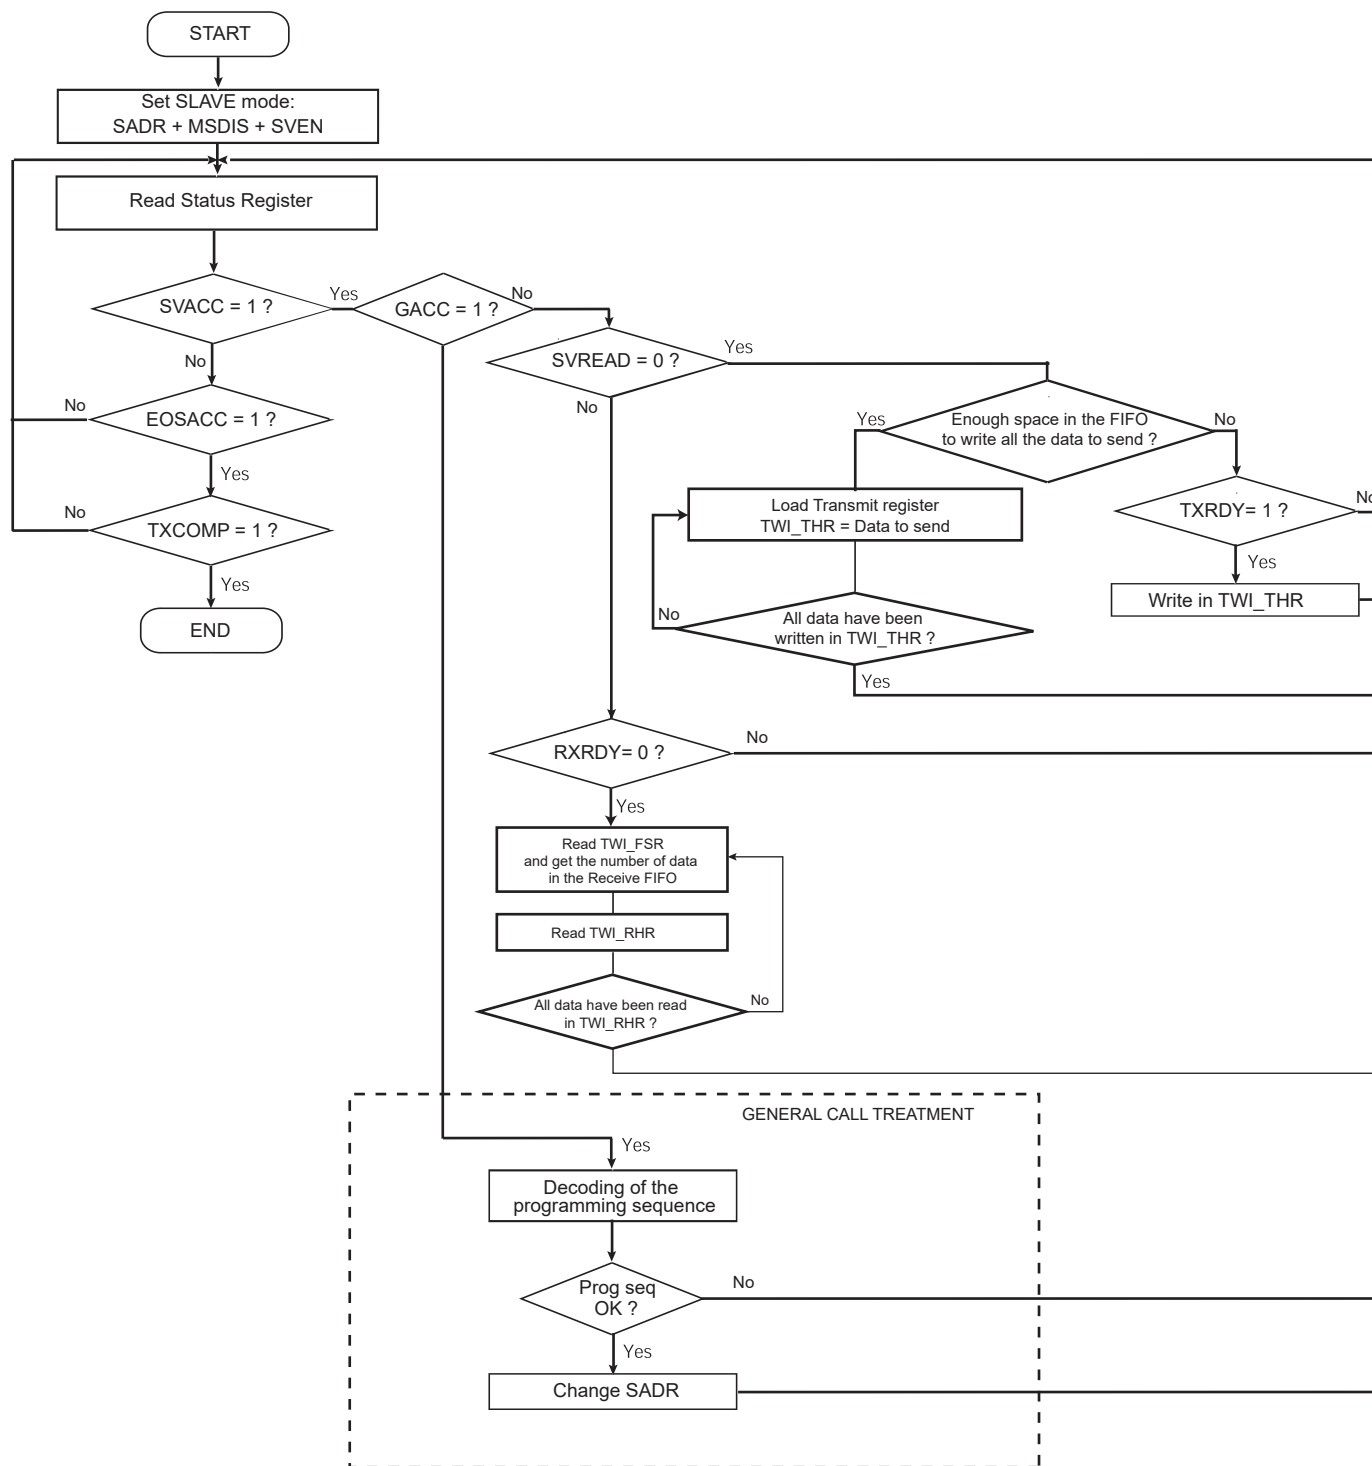 START
Set SLAVE mode:
SADR + MSDIS + SVEN
Read Status Register
SVACC = 1 ?
Yes
GACC = 1 ?
No
SVREAD = 0 ?
Yes
No
No
EOSACC = 1 ?
Yes
No
TXCOMP = 1 ?
Yes
END
No
Yes
Enough space in the FIFO
to write all the data to send ?
No
Load Transmit register
TWI_THR = Data to send
TXRDY= 1 ?
No
Yes
Write in TWI_THR
No
All data have been
written in TWI_THR ?
Yes
RXRDY= 0 ?
No
Yes
Read TWI_FSR
and get the number of data
in the Receive FIFO
Read TWI_RHR
All data have been read
in TWI_RHR ?
No
GENERAL CALL TREATMENT
Yes
Decoding of the
programming sequence
Prog seq
OK ?
No
Yes
Change SADR